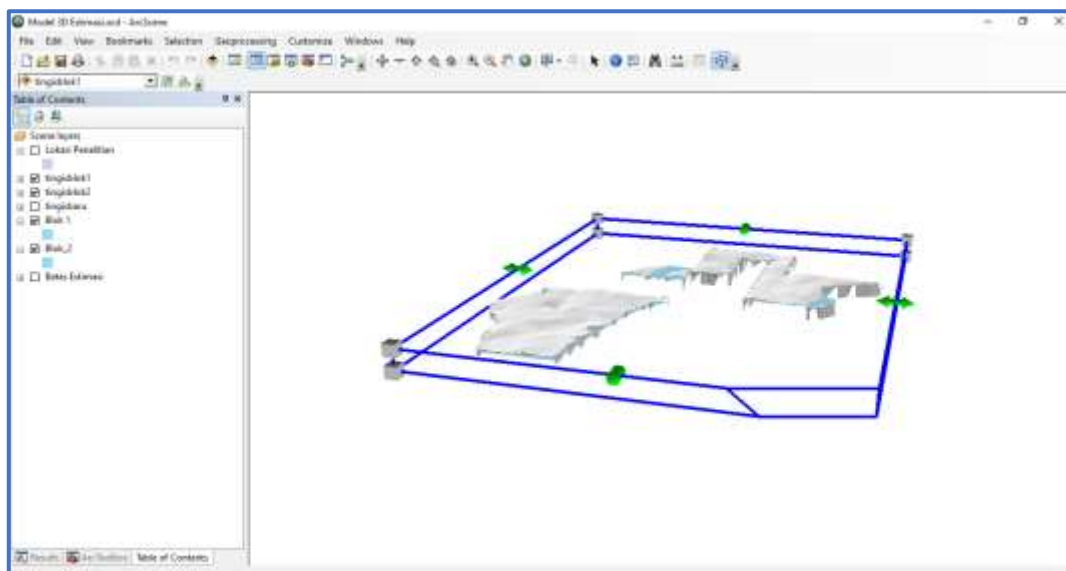 Model 3D Estimasi.sxd - ArcScene
File Edit View Bookmarks Selection Geoprocessing Customize Windows Help
tinggiblok1
Table of Contents
Scene layers
Lokasi Penelitian
tinggiblok1
tinggiblok2
Blok 1
Blok_2
Batas Estimasi
Results ArcToolbox Table of Contents